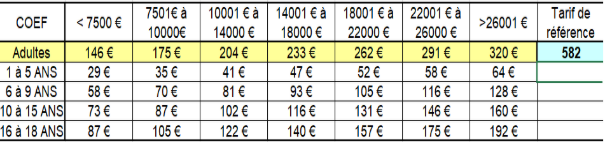 COEF < 7500 € 7501€ à 10000€ 10001 € à 14000 € 14001 € à 18000 € 18001 € à 22000 € 22001 € à 26000 € >26001 € Tarif de référence
Adultes 146 € 175 € 204 € 233 € 262 € 291 € 320 € 582
1 à 5 ANS 29 € 35 € 41 € 47 € 52 € 58 € 64 €
6 à 9 ANS 58 € 70 € 81 € 93 € 105 € 116 € 128 €
10 à 15 ANS 73 € 87 € 102 € 116 € 131 € 146 € 160 €
16 à 18 ANS 87 € 105 € 122 € 140 € 157 € 175 € 192 €